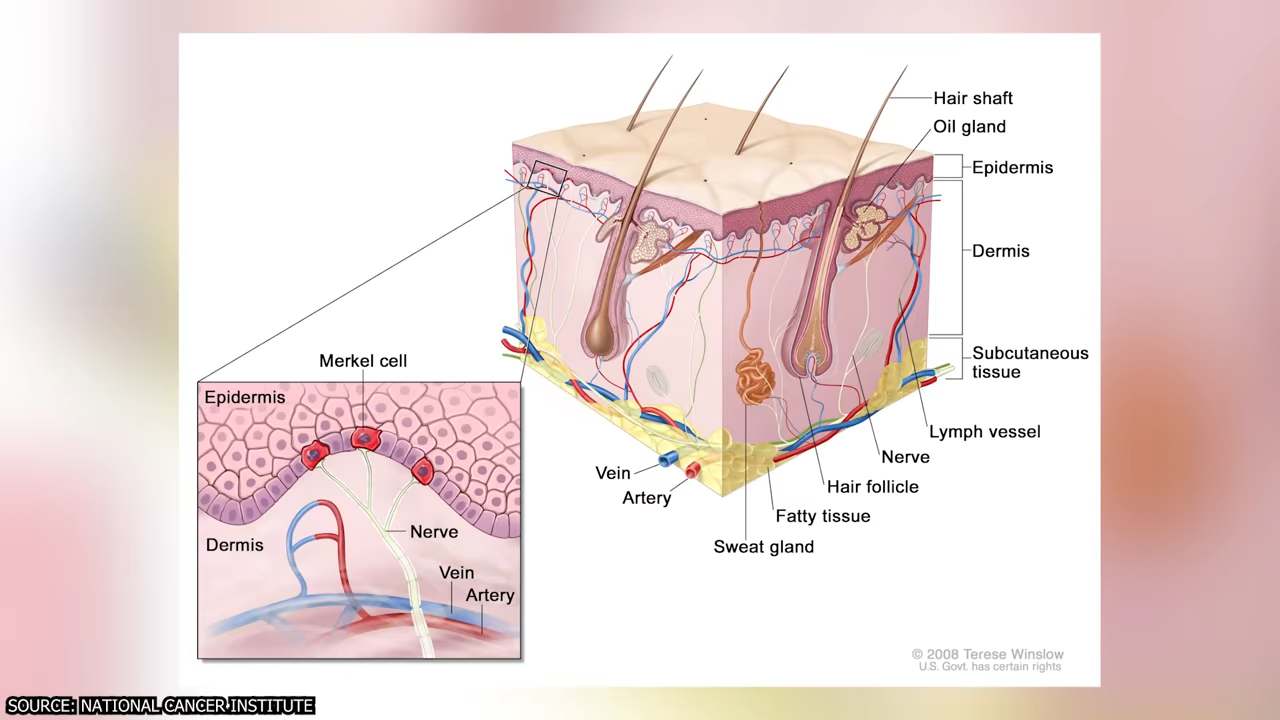 Hair shaft
Oil gland
Epidermis
Dermis
Subcutaneous
tissue
Lymph vessel
Nerve
Hair follicle
Fatty tissue
Sweat gland
Vein
Artery
Merkel cell
Epidermis
Dermis
Nerve
Vein
Artery
© 2008 Terese Winslow
U.S. Govt. has certain rights
SOURCE: NATIONAL CANCER INSTITUTE